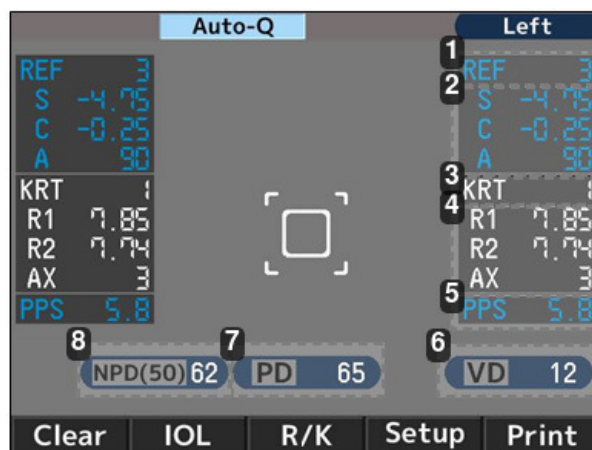 Auto-Q Left
REF 3
S -4.75
C -0.25
A 90
KRT 1
R1 7.85
R2 7.74
AX 3
PPS 5.8
1
REF 3
2
S -4.75
C -0.25
A 90
3
KRT 1
4
R1 7.85
R2 7.74
AX 3
5
PPS 5.8
8 7 6
NPD(50) 62 PD 65 VD 12
Clear IOL R/K Setup Print